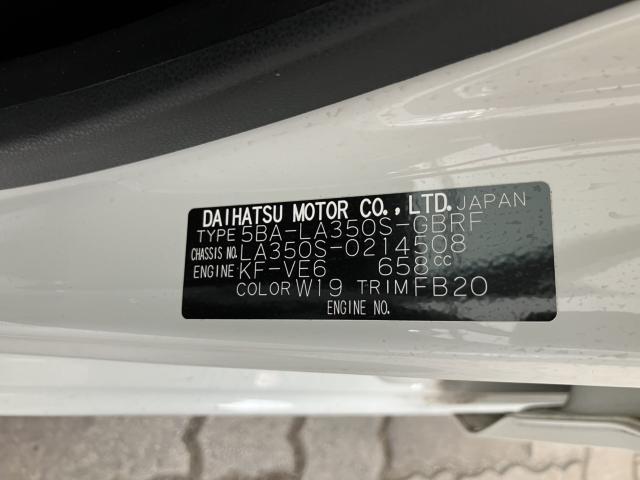 DAIHATSU MOTOR CO., LTD. JAPAN
TYPE 5BA-LA350S-GBRF
CHASSIS NO. LA350S-0214508
ENGINE KF-VE6 658cc
COLOR W19 TRIM FB20
ENGINE NO.